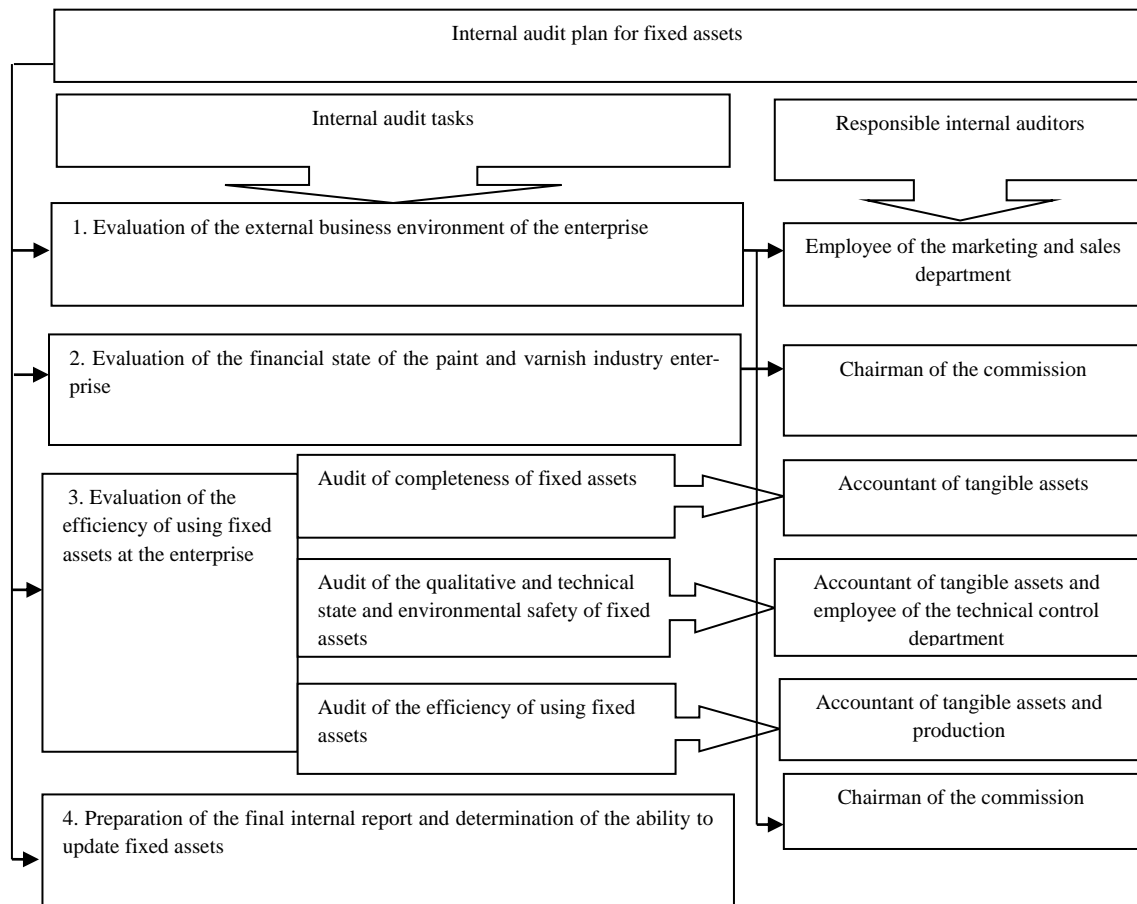 Internal audit plan for fixed assets
Internal audit tasks
Responsible internal auditors
1. Evaluation of the external business environment of the enterprise
Employee of the marketing and sales
department
2. Evaluation of the financial state of the paint and varnish industry enter-
prise
Chairman of the commission
3. Evaluation of the
efficiency of using fixed
assets at the enterprise
Audit of completeness of fixed assets
Accountant of tangible assets
Audit of the qualitative and technical
state and environmental safety of fixed
assets
Accountant of tangible assets and
employee of the technical control
department
Audit of the efficiency of using fixed
assets
Accountant of tangible assets and
production
Chairman of the commission
4. Preparation of the final internal report and determination of the ability to
update fixed assets